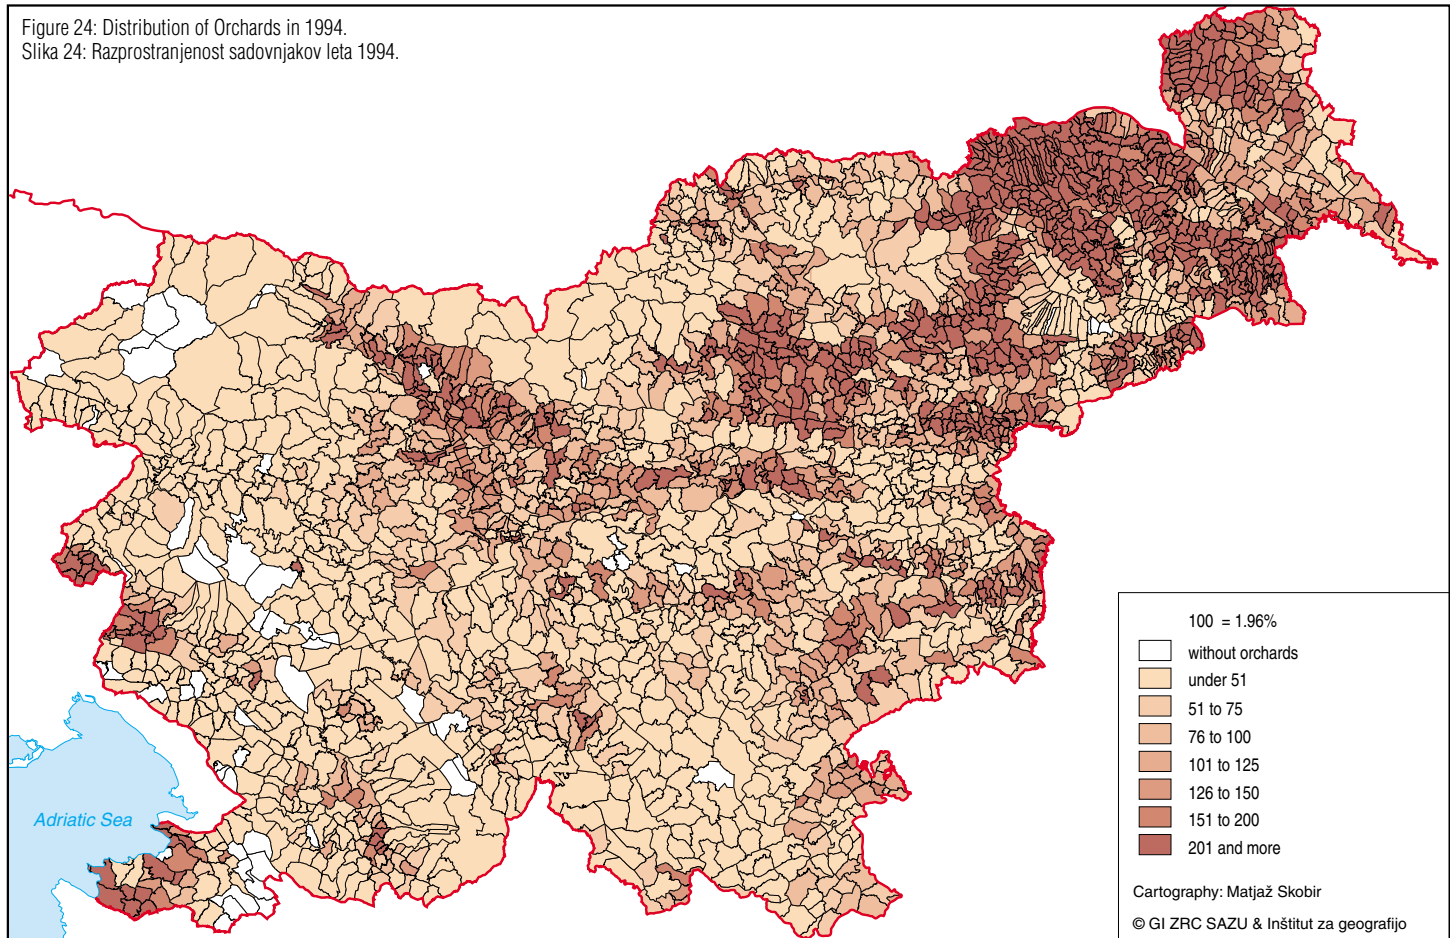 Figure 24: Distribution of Orchards in 1994.
Slika 24: Razprostranjenost sadovnjakov leta 1994.
Adriatic Sea
100 = 1.96%
without orchards
under 51
51 to 75
76 to 100
101 to 125
126 to 150
151 to 200
201 and more
Cartography: Matjaž Skobir
© GI ZRC SAZU & Inštitut za geografijo